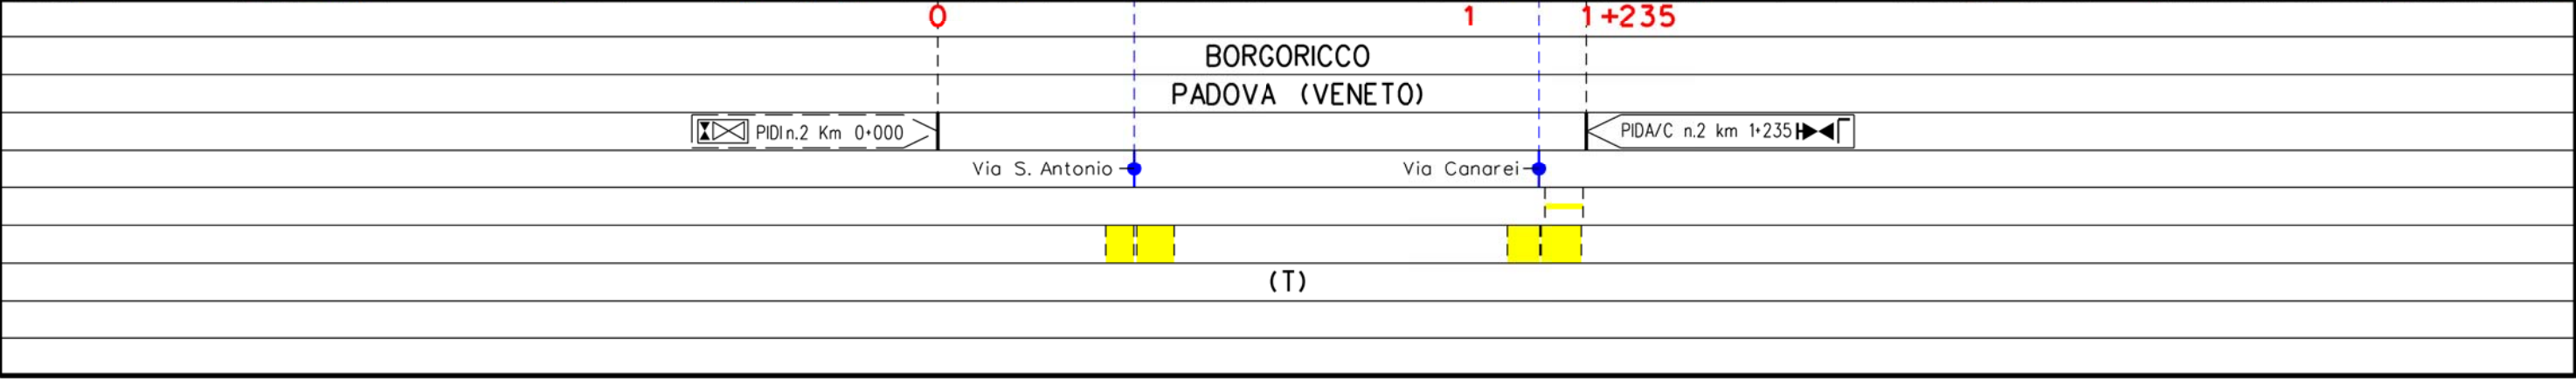 0 1 1+235
BORGORICCO
PADOVA (VENETO)
PIDI n.2 Km 0+000 PIDA/C n.2 km 1+235
Via S. Antonio Via Canarei
(T)